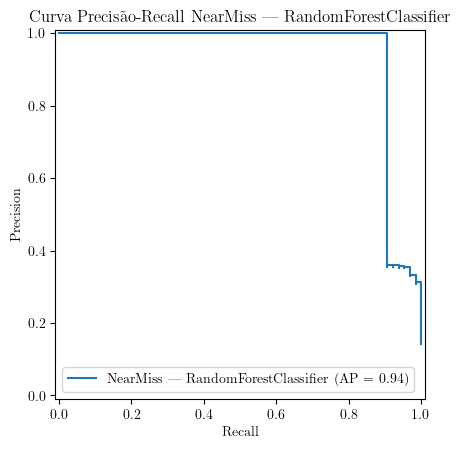 Curva Precisão-Recall NearMiss — RandomForestClassifier
1.0
0.8
0.6
0.4
0.2
0.0
Precision
NearMiss — RandomForestClassifier (AP = 0.94)
0.0 0.2 0.4 0.6 0.8 1.0
Recall